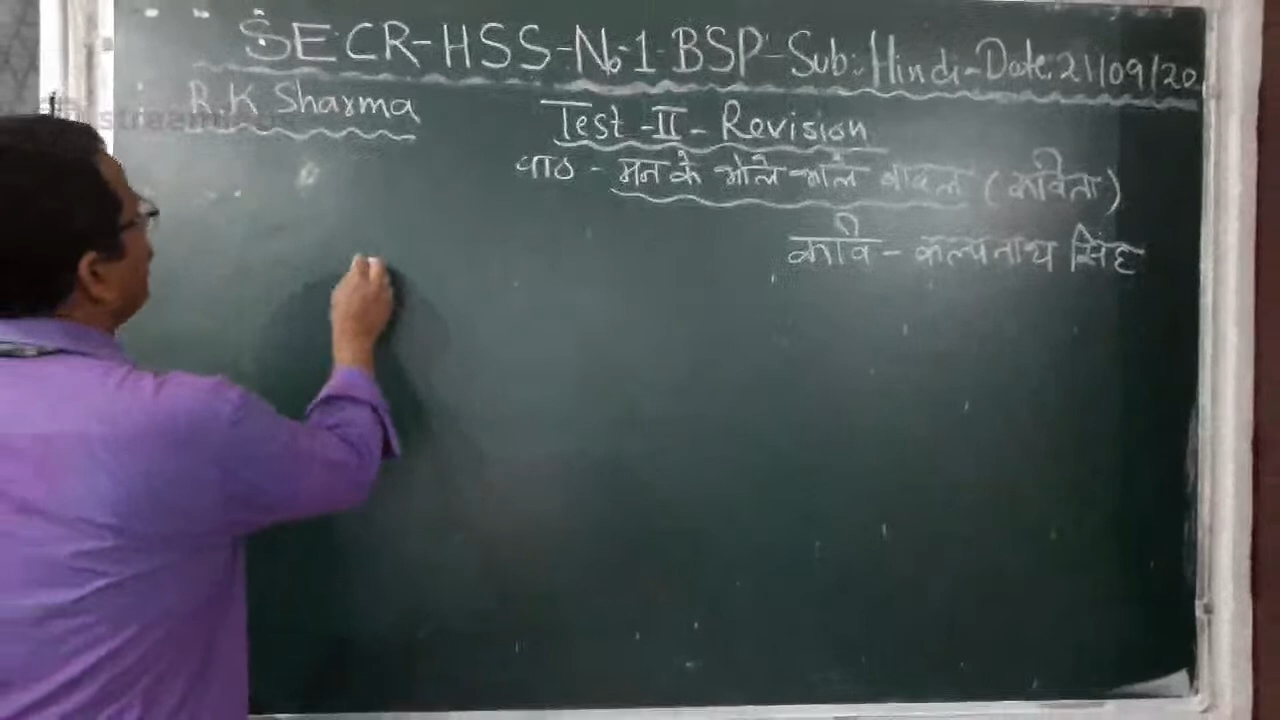 SECR-HSS-No-1-BSP-Sub:Hindi-Date:21/09/20
R.K Sharma
Test-II-Revision
पाठ - मन के भोले-भाले बादल (कविता)
कवि - कल्पनाथ सिंह